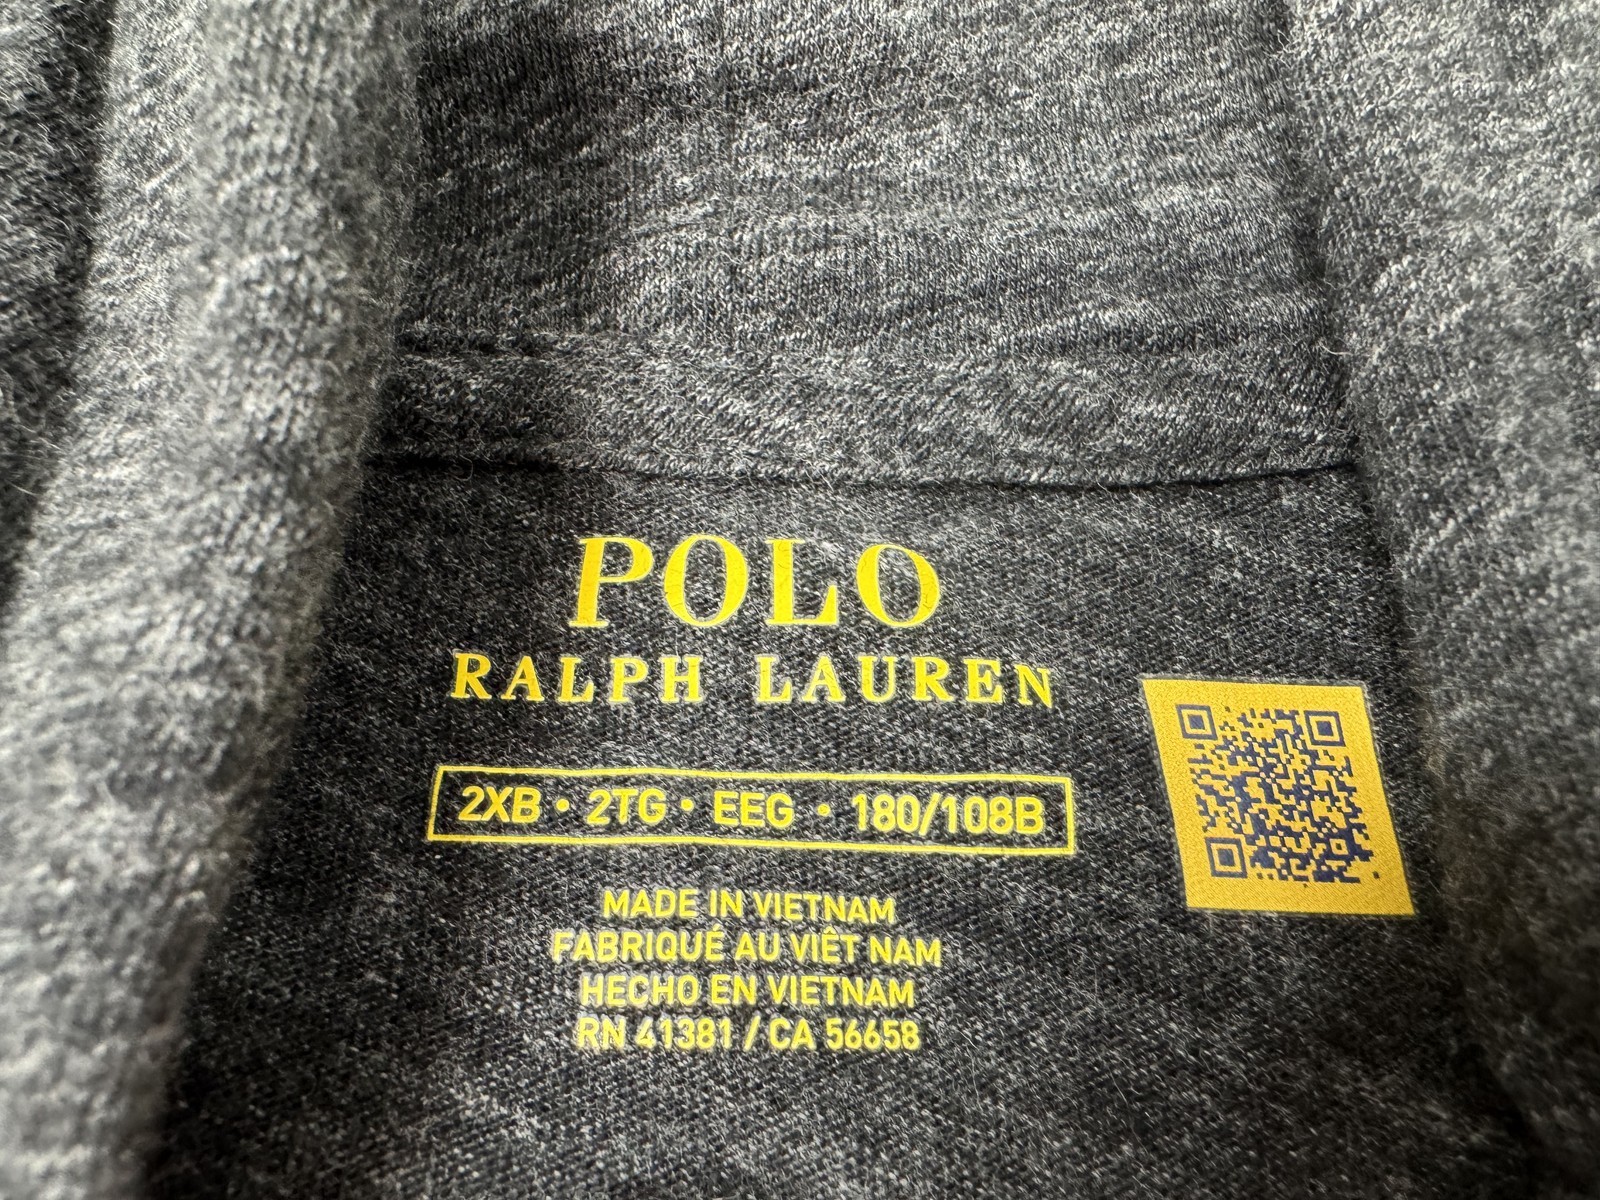 POLO
RALPH LAUREN
2XB • 2TG • EEG • 180/108B
MADE IN VIETNAM
FABRIQUÉ AU VIÊT NAM
HECHO EN VIETNAM
RN 41381 / CA 56658